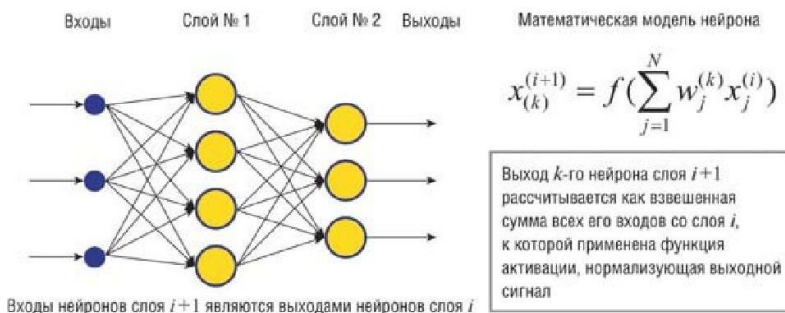 Входы Слой № 1 Слой № 2 Выходы
Математическая модель нейрона
x_{(k)}^{(i+1)} = f(\sum_{j=1}^{N} w_j^{(k)} x_j^{(i)})
Выход k-го нейрона слоя i+1
рассчитывается как взвешенная
сумма всех его входов со слоя i,
к которой применена функция
активации, нормализующая выходной
сигнал
Входы нейронов слоя i+1 являются выходами нейронов слоя i